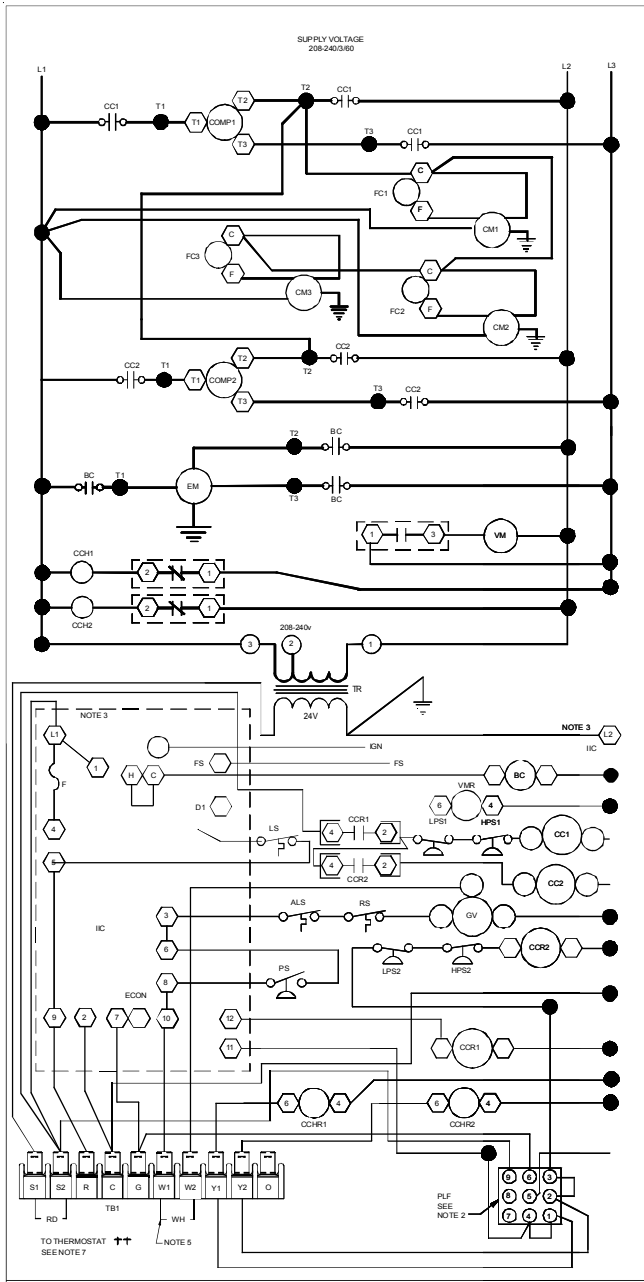 SUPPLY VOLTAGE
208-240/3/60
L1
L2
L3
T2
CC1
T2
CC1
T1
T1
COMP1
T3
T3
CC1
C
FC1
F
CM1
C
FC3
F
CM3
C
FC2
F
CM2
T2
T2
CC2
CC2
T1
T1
COMP2
T3
T3
CC2
T2
BC
BC
T1
EM
T3
BC
1
3
VM
CCH1
2
1
CCH2
2
1
208-240v
3
2
1
TR
24V
NOTE 3
NOTE 3
L1
L2
IIC
IGN
1
FS
FS
H
C
BC
F
VMR
D1
6
4
LPS1
HPS1
4
LS
4
CCR1
2
CC1
5
4
2
CCR2
CC2
3
ALS
RS
GV
IIC
6
LPS2
HPS2
CCR2
8
PS
ECON
9
2
7
10
12
11
CCR1
6
4
CCHR1
6
4
CCHR2
S1
S2
R
C
G
W1
W2
Y1
Y2
O
TB1
RD
WH
NOTE 5
TO THERMOSTAT ††
SEE NOTE 7
PLF
SEE
NOTE 2
9
6
3
8
5
2
7
4
1